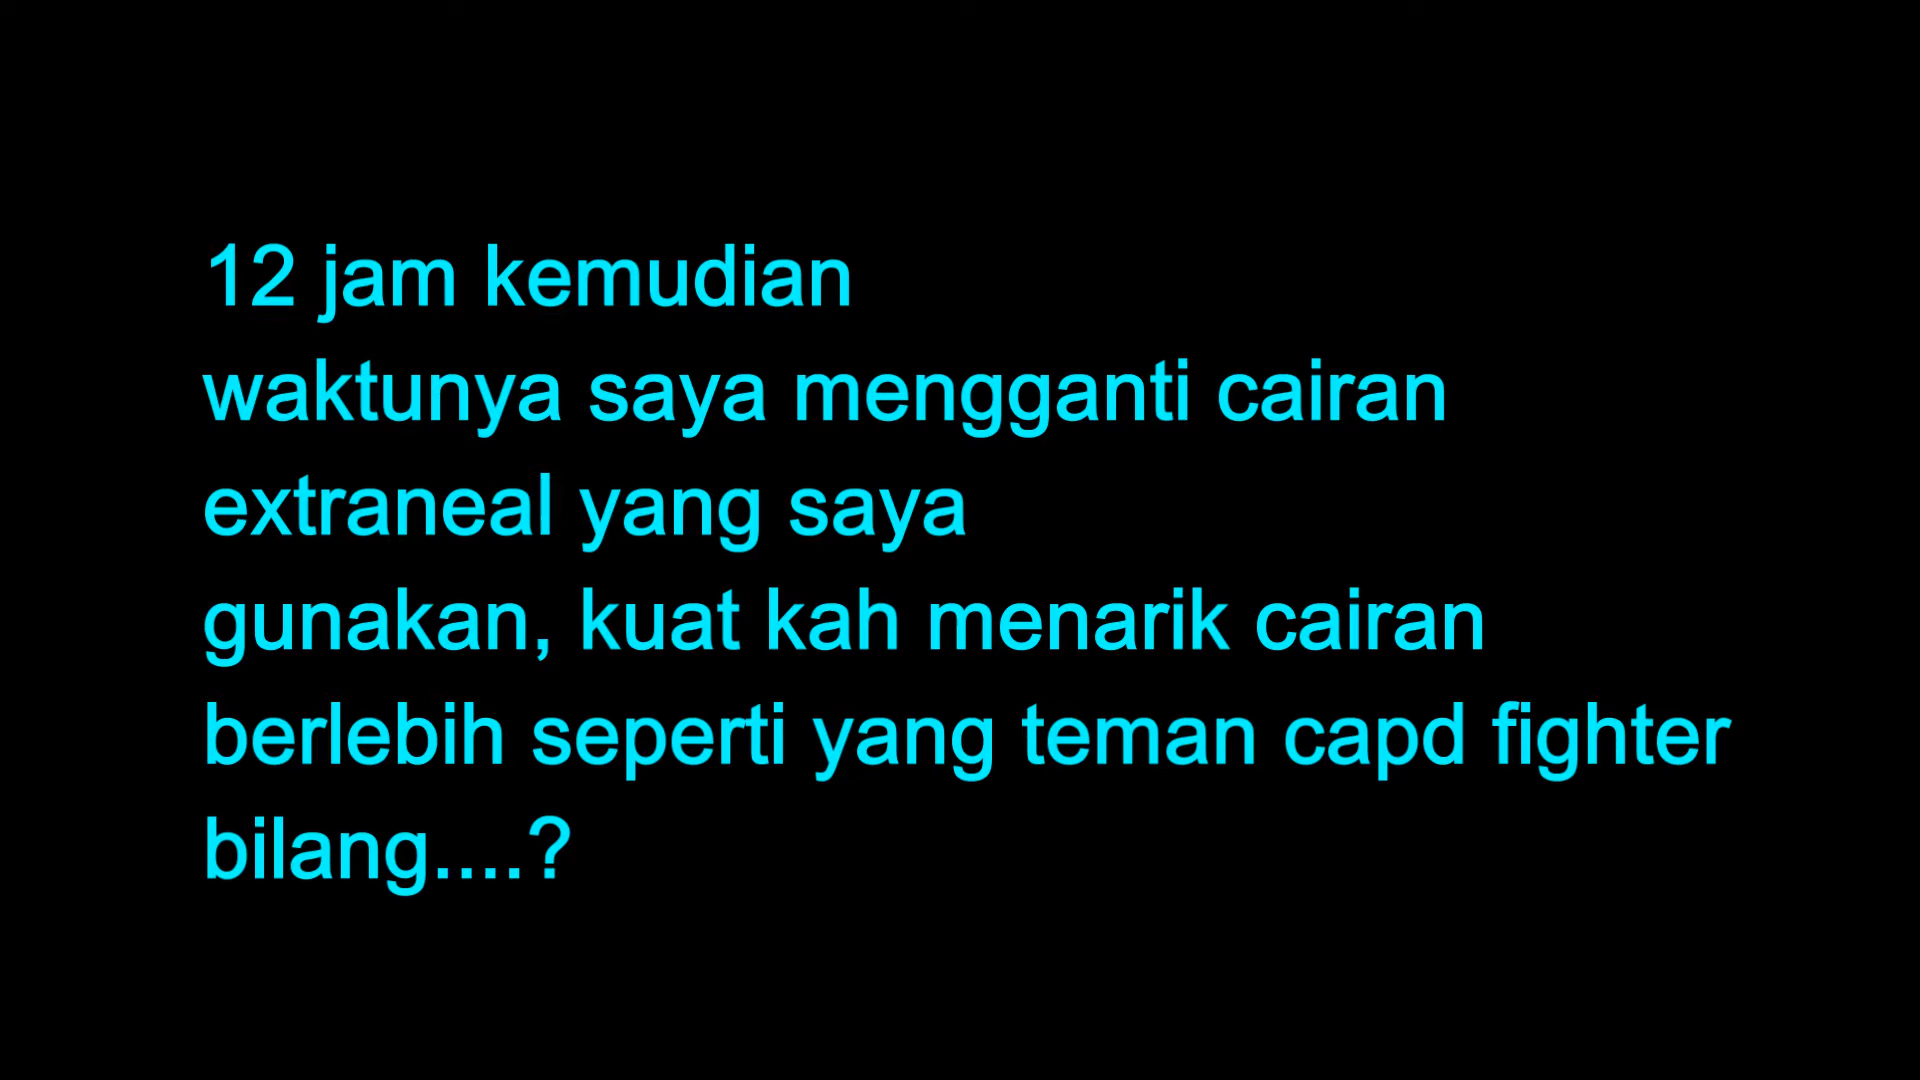 12 jam kemudian
waktunya saya mengganti cairan
extraneal yang saya
gunakan, kuat kah menarik cairan
berlebih seperti yang teman capd fighter
bilang....?